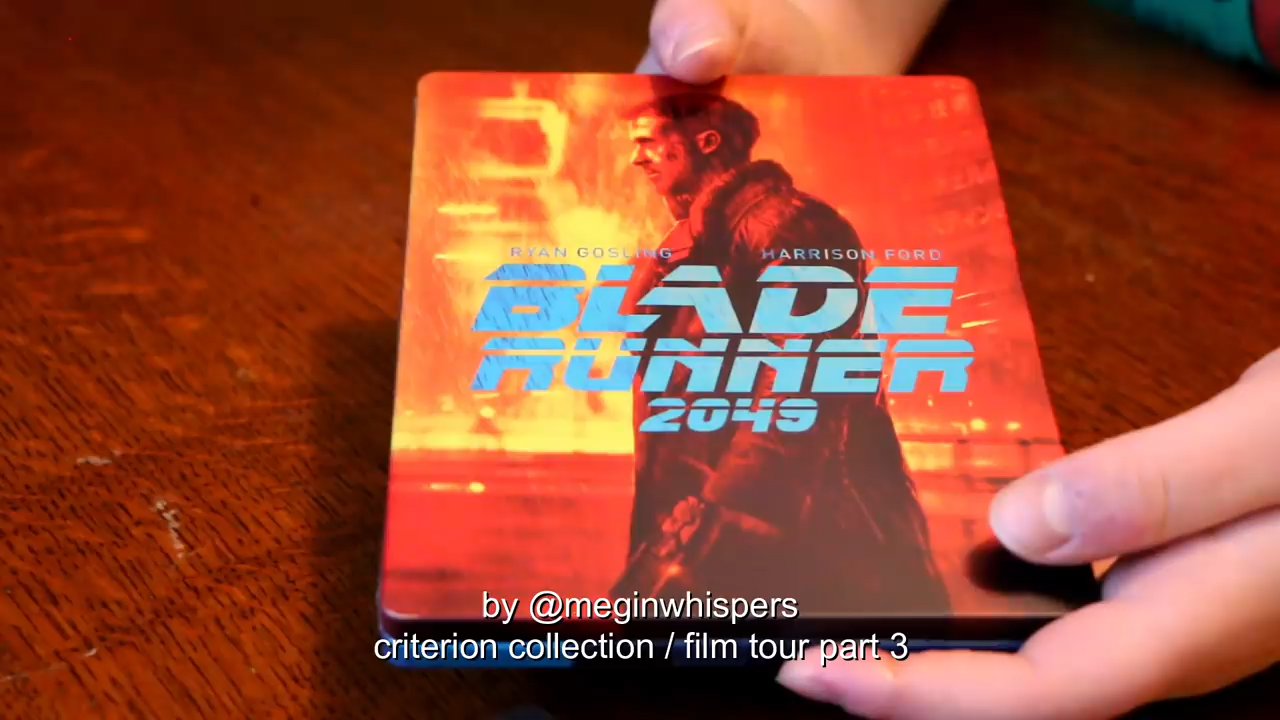 RYAN GOSLING HARRISON FORD
BLADE
RUNNER
2049
by @meginwhispers
criterion collection / film tour part 3